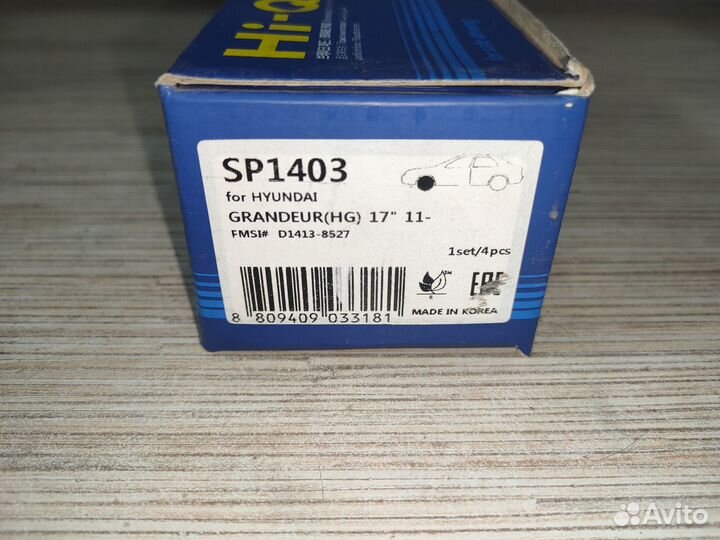 Hi-Q
SP1403
for HYUNDAI
GRANDEUR(HG) 17" 11-
FMSI# D1413-8527
1set/4pcs
TM
EAC
8 809409 033181
MADE IN KOREA
Avito